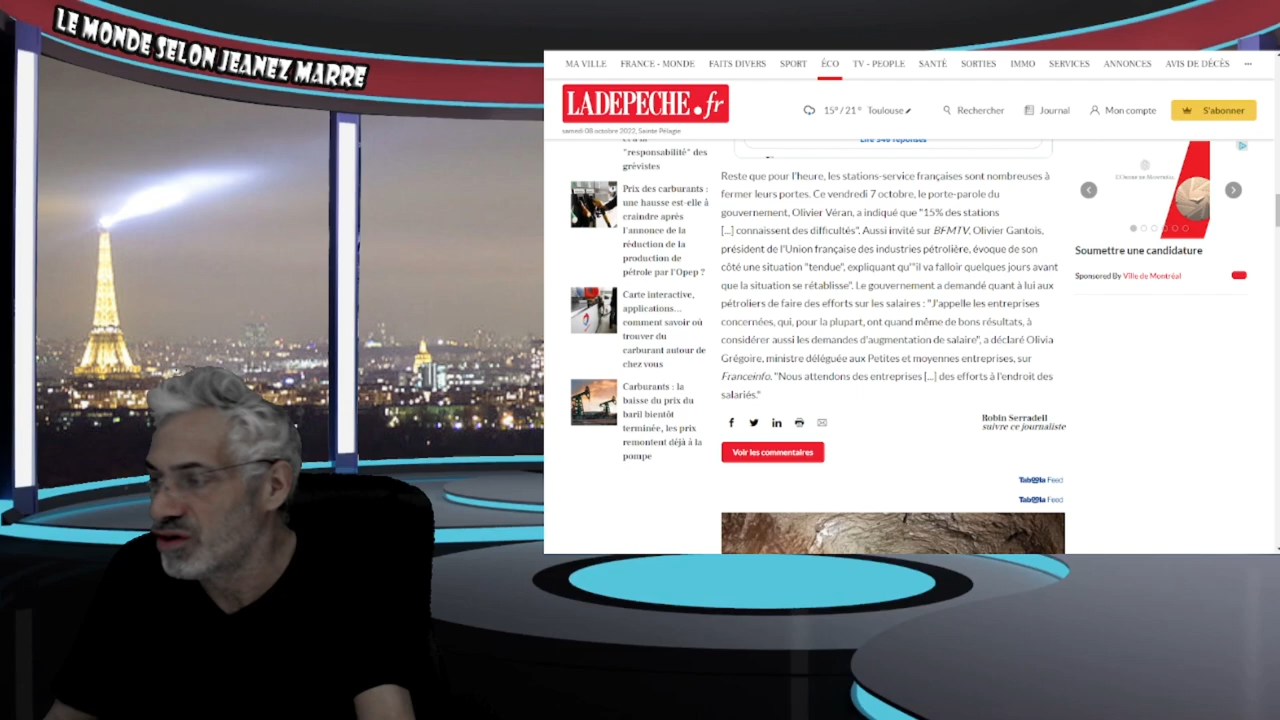 LE MONDE SELON JEANEZ MARRE
MA VILLE FRANCE - MONDE FAITS DIVERS SPORT ÉCO TV - PEOPLE SANTÉ SORTIES IMMO SERVICES ANNONCES AVIS DE DÉCÈS ...
LADEPECHE.fr
15° / 21° Toulouse
Rechercher
Journal
Mon compte
S'abonner
samedi 08 octobre 2022, Sainte Pélagie
"responsabilité" des
grévistes
Prix des carburants :
une hausse est-elle à
craindre après
l'annonce de la
réduction de la
production de
pétrole par l'Opep ?
Carte interactive,
applications...
comment savoir où
trouver du
carburant autour de
chez vous
Carburants : la
baisse du prix du
baril bientôt
terminée, les prix
remontent déjà à la
pompe
Reste que pour l'heure, les stations-service françaises sont nombreuses à
fermer leurs portes. Ce vendredi 7 octobre, le porte-parole du
gouvernement, Olivier Véran, a indiqué que "15% des stations
[...] connaissent des difficultés". Aussi invité sur BFMTV, Olivier Gantois,
président de l'Union française des industries pétrolière, évoque de son
côté une situation "tendue", expliquant qu'"il va falloir quelques jours avant
que la situation se rétablisse". Le gouvernement a demandé quant à lui aux
pétroliers de faire des efforts sur les salaires : "J'appelle les entreprises
concernées, qui, pour la plupart, ont quand même de bons résultats, à
considérer aussi les demandes d'augmentation de salaire", a déclaré Olivia
Grégoire, ministre déléguée aux Petites et moyennes entreprises, sur
Franceinfo. "Nous attendons des entreprises [...] des efforts à l'endroit des
salariés."
Robin Serradeil
suivre ce journaliste
Voir les commentaires
Taboola Feed
Taboola Feed
Soumettre une candidature
Sponsored By Ville de Montréal